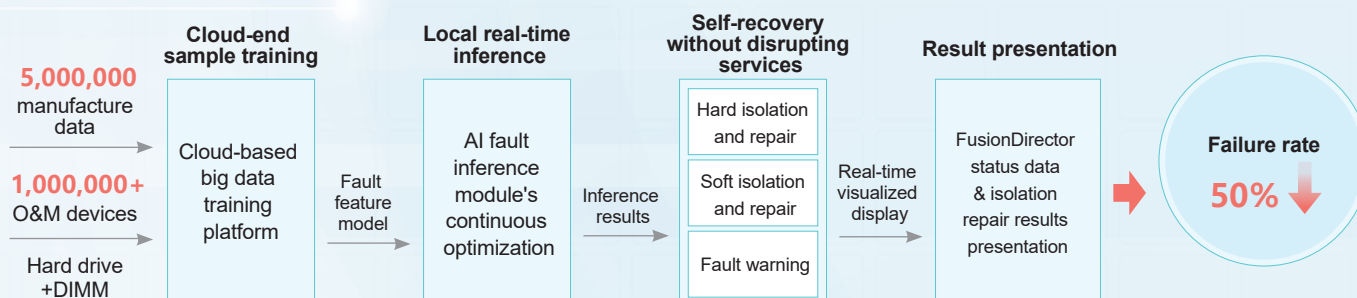 5,000,000
manufacture
data
1,000,000+
O&M devices
Hard drive
+DIMM
Cloud-end
sample training
Cloud-based
big data
training
platform
Fault
feature
model
Local real-time
inference
AI fault
inference
module's
continuous
optimization
Inference
results
Self-recovery
without disrupting
services
Hard isolation
and repair
Soft isolation
and repair
Fault warning
Real-time
visualized
display
Result presentation
FusionDirector
status data
& isolation
repair results
presentation
Failure rate
50%